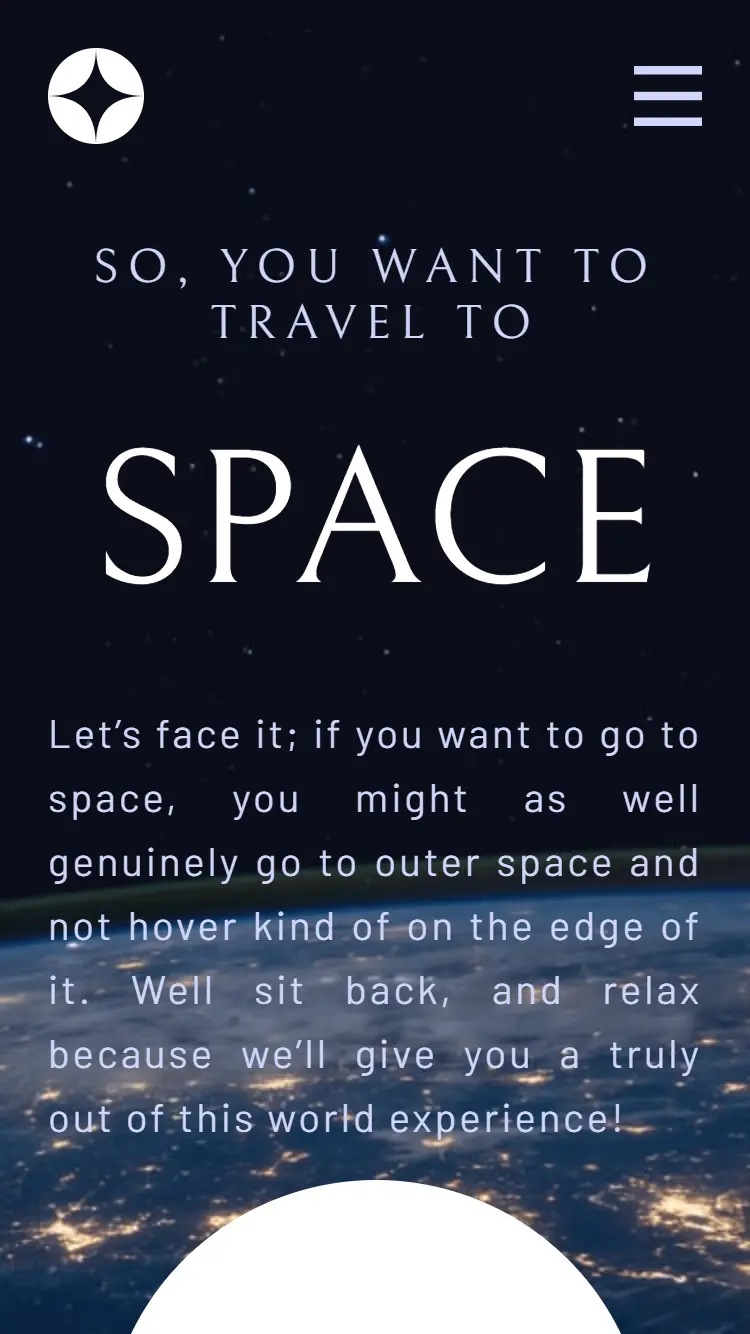 SO, YOU WANT TO
TRAVEL TO
SPACE
Let’s face it; if you want to go to
space, you might as well
genuinely go to outer space and
not hover kind of on the edge of
it. Well sit back, and relax
because we’ll give you a truly
out of this world experience!